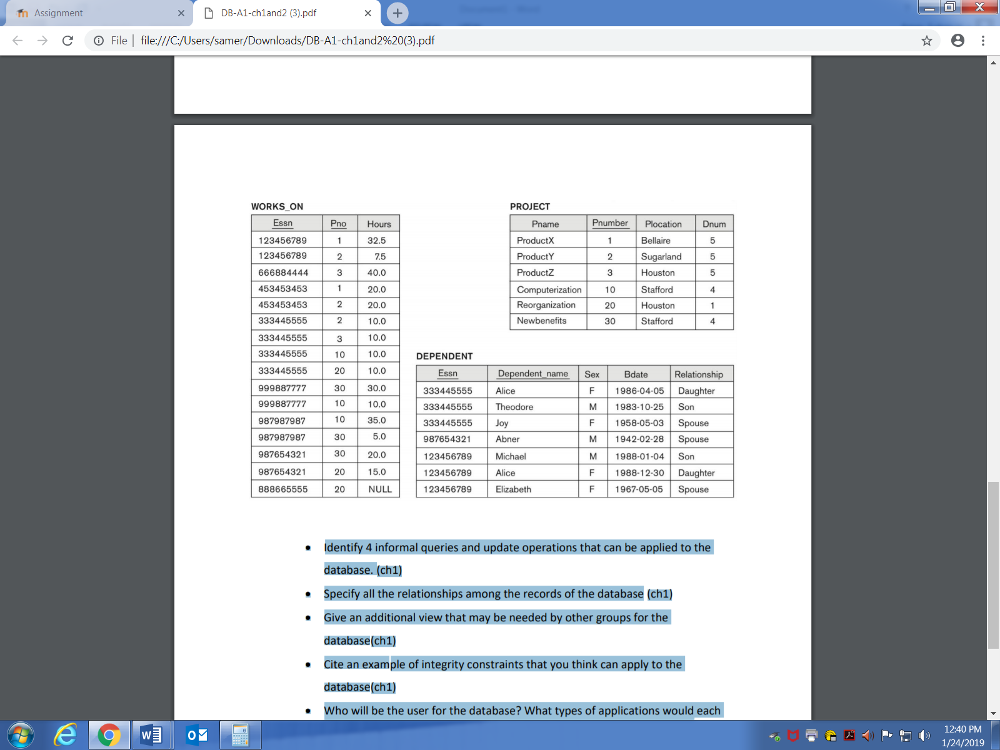 Assignment
DB-A1-ch1and2 (3).pdf
File
file:///C:/Users/samer/Downloads/DB-A1-ch1and2%20(3).pdf
WORKS_ON
Essn Pno Hours
123456789 1 32.5
123456789 2 7.5
666884444 3 40.0
453453453 1 20.0
453453453 2 20.0
333445555 2 10.0
333445555 3 10.0
333445555 10 10.0
333445555 20 10.0
999887777 30 30.0
999887777 10 10.0
987987987 10 35.0
987987987 30 5.0
987654321 30 20.0
987654321 20 15.0
888665555 20 NULL
PROJECT
Pname Pnumber Plocation Dnum
ProductX 1 Bellaire 5
ProductY 2 Sugarland 5
ProductZ 3 Houston 5
Computerization 10 Stafford 4
Reorganization 20 Houston 1
Newbenefits 30 Stafford 4
DEPENDENT
Essn Dependent_name Sex Bdate Relationship
333445555 Alice F 1986-04-05 Daughter
333445555 Theodore M 1983-10-25 Son
333445555 Joy F 1958-05-03 Spouse
987654321 Abner M 1942-02-28 Spouse
123456789 Michael M 1988-01-04 Son
123456789 Alice F 1988-12-30 Daughter
123456789 Elizabeth F 1967-05-05 Spouse
• Identify 4 informal queries and update operations that can be applied to the
database. (ch1)
• Specify all the relationships among the records of the database (ch1)
• Give an additional view that may be needed by other groups for the
database(ch1)
• Cite an example of integrity constraints that you think can apply to the
database(ch1)
• Who will be the user for the database? What types of applications would each
12:40 PM
1/24/2019